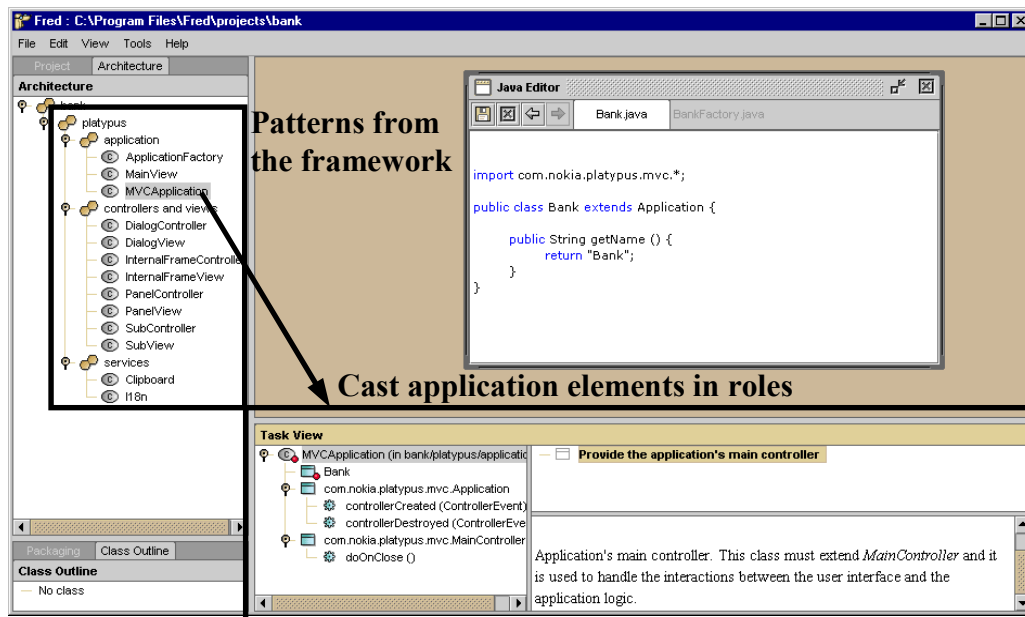 Fred : C:\Program Files\Fred\projects\bank
File Edit View Tools Help
Project Architecture
Architecture
bank
platypus
application
ApplicationFactory
MainView
MVCApplication
controllers and views
DialogController
DialogView
InternalFrameControlle
InternalFrameView
PanelController
PanelView
SubController
SubView
services
Clipboard
I18n
Packaging Class Outline
Class Outline
No class
Patterns from
the framework
Java Editor
Bank.java BankFactory.java
import com.nokia.platypus.mvc.*;
public class Bank extends Application {
public String getName () {
return "Bank";
}
}
Cast application elements in roles
Task View
MVCApplication (in bank/platypus/applicatic
Bank
com.nokia.platypus.mvc.Application
controllerCreated (ControllerEvent)
controllerDestroyed (ControllerEve
com.nokia.platypus.mvc.MainController
doOnClose ()
Provide the application's main controller
Application's main controller. This class must extend MainController and it
is used to handle the interactions between the user interface and the
application logic.